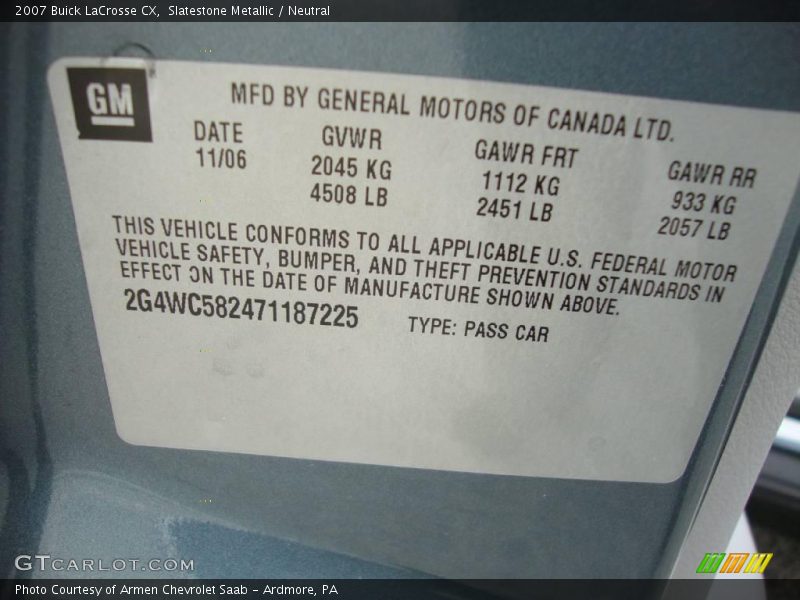 2007 Buick LaCrosse CX,  Slatestone Metallic / Neutral
GM
MFD BY GENERAL MOTORS OF CANADA LTD.
DATE GVWR GAWR FRT GAWR RR
11/06 2045 KG 1112 KG 933 KG
4508 LB 2451 LB 2057 LB
THIS VEHICLE CONFORMS TO ALL APPLICABLE U.S. FEDERAL MOTOR
VEHICLE SAFETY, BUMPER, AND THEFT PREVENTION STANDARDS IN
EFFECT ON THE DATE OF MANUFACTURE SHOWN ABOVE.
2G4WC582471187225 TYPE: PASS CAR
GTCARLOT.COM
Photo Courtesy of Armen Chevrolet Saab - Ardmore, PA